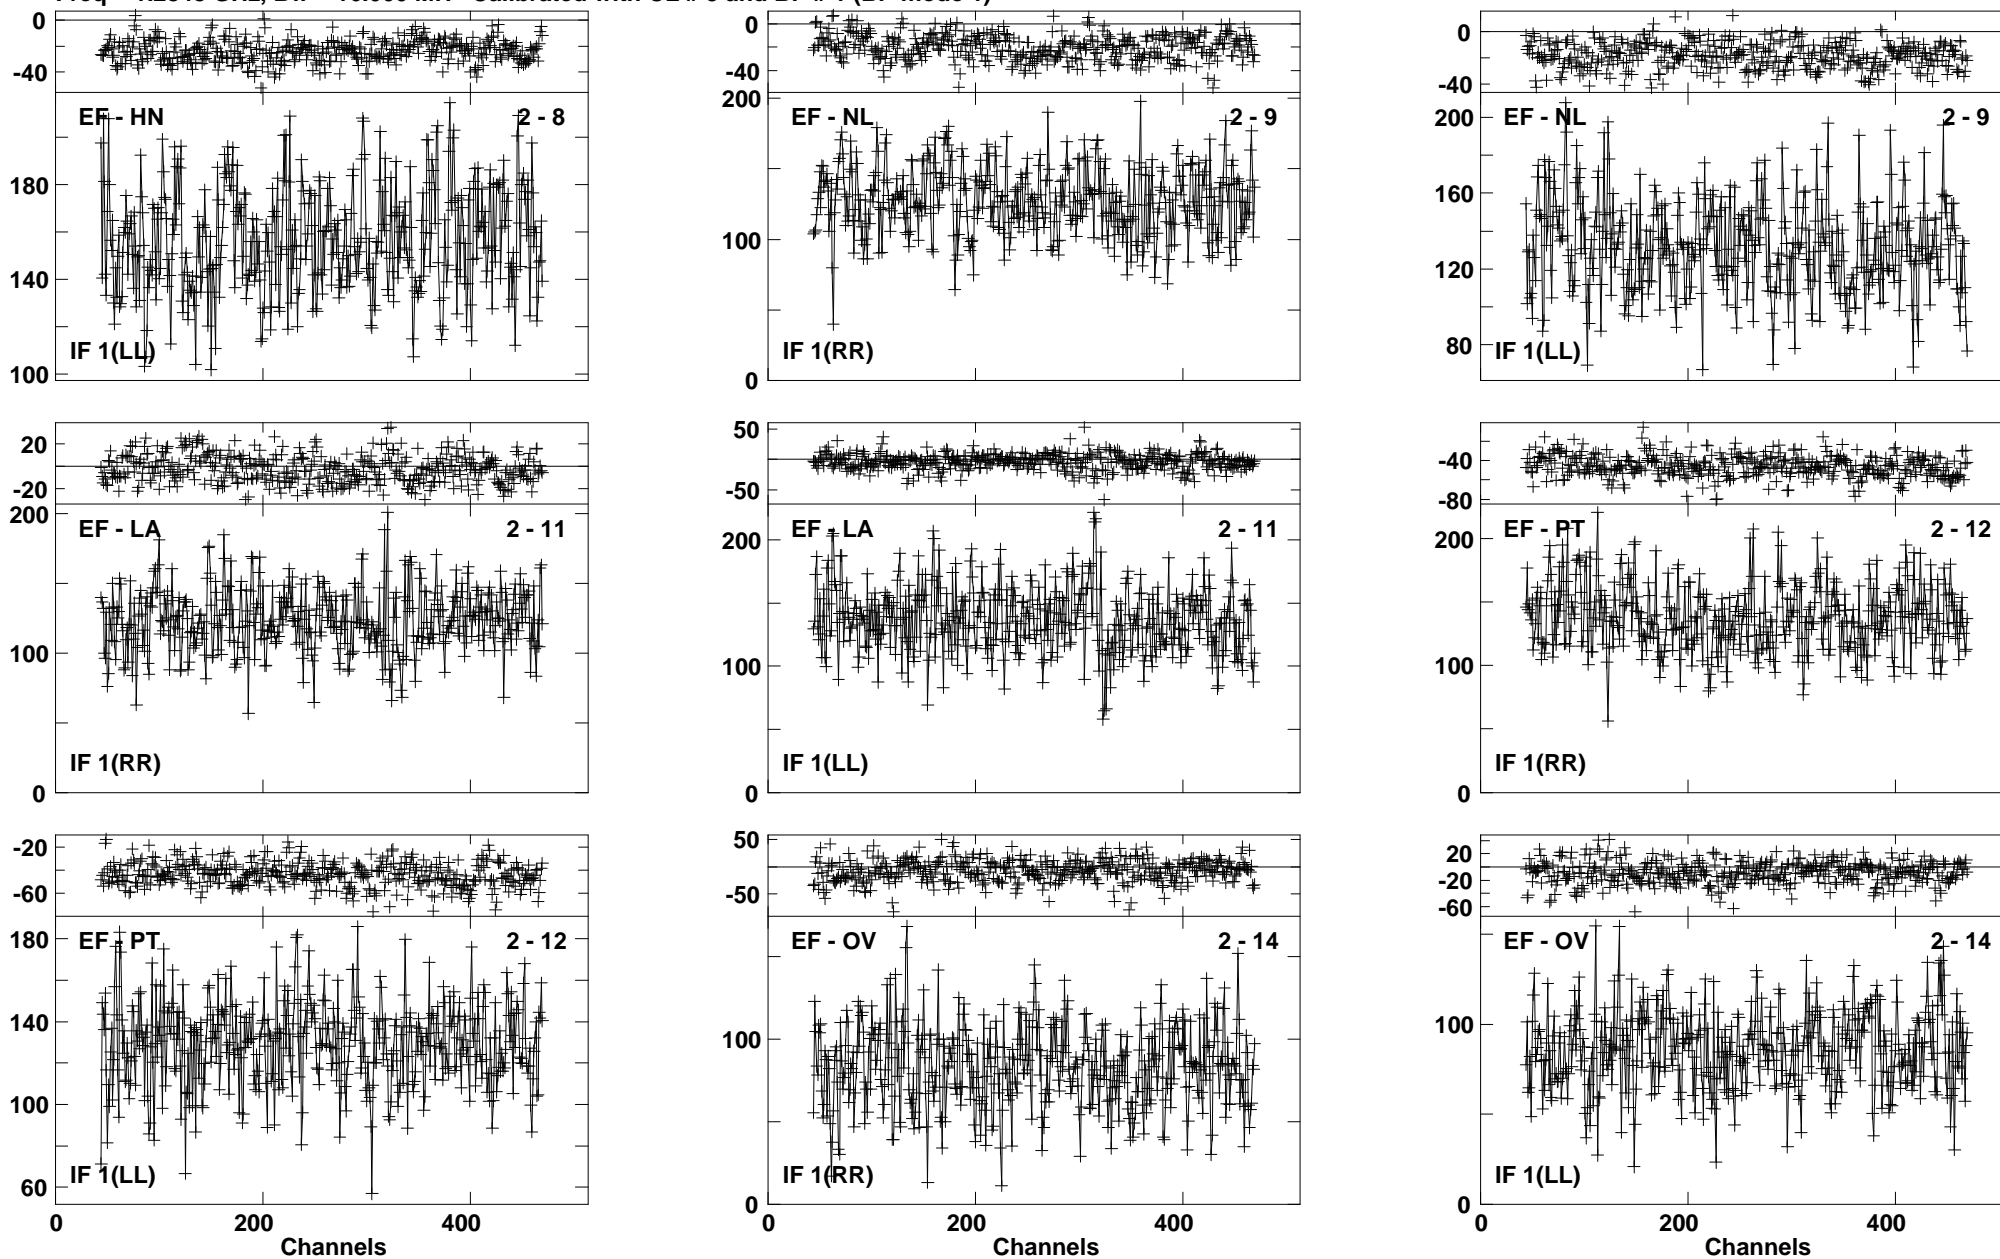 0 0 0
-40 -40 -40
EF - HN 2 - 8
180
140
100
IF 1(LL)
200
EF - NL 2 - 9
100
0
IF 1(RR)
200
EF - NL 2 - 9
160
120
80
IF 1(LL)
20
-20
200
EF - LA 2 - 11
100
0
IF 1(RR)
50
-50
200
EF - LA 2 - 11
100
0
IF 1(LL)
-40
-80
200
EF - PT 2 - 12
100
0
IF 1(RR)
-20
-60
180
EF - PT 2 - 12
140
100
60
IF 1(LL)
0 200 400
Channels
50
-50
EF - OV 2 - 14
100
0
IF 1(RR)
0 200 400
Channels
20
-20
-60
EF - OV 2 - 14
100
0
IF 1(LL)
0 200 400
Channels